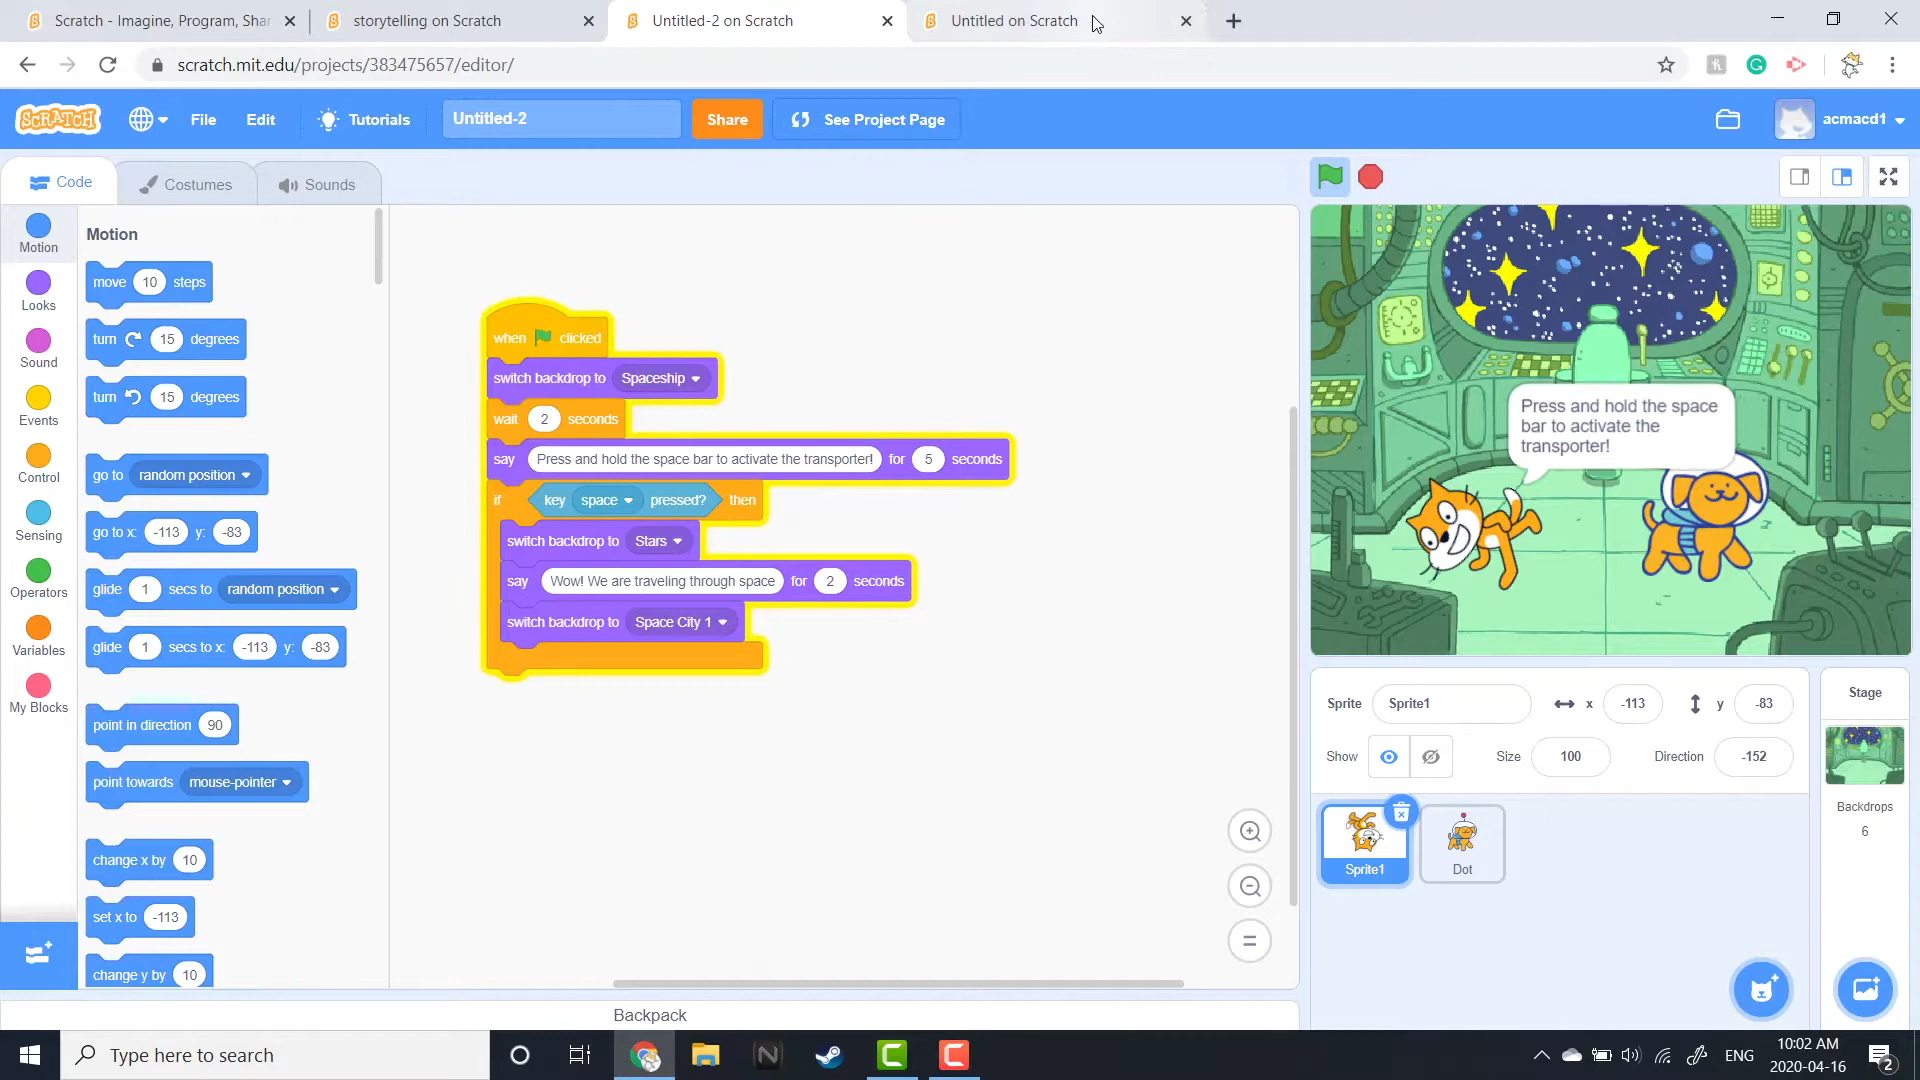 Scratch - Imagine, Program, Shar
storytelling on Scratch
Untitled-2 on Scratch
Untitled on Scratch
scratch.mit.edu/projects/383475657/editor/
SCRATCH
File
Edit
Tutorials
Untitled-2
Share
See Project Page
acmacd1
Code
Costumes
Sounds
Motion
Looks
Sound
Events
Control
Sensing
Operators
Variables
My Blocks
Motion
move 10 steps
turn 15 degrees
turn 15 degrees
go to random position
go to x: -113 y: -83
glide 1 secs to random position
glide 1 secs to x: -113 y: -83
point in direction 90
point towards mouse-pointer
change x by 10
set x to -113
change y by 10
when clicked
switch backdrop to Spaceship
wait 2 seconds
say Press and hold the space bar to activate the transporter! for 5 seconds
if key space pressed? then
switch backdrop to Stars
say Wow! We are traveling through space for 2 seconds
switch backdrop to Space City 1
Press and hold the space
bar to activate the
transporter!
Sprite Sprite1 x -113 y -83
Show Size 100 Direction -152
Sprite1
Dot
Stage
Backdrops
6
Backpack
Type here to search
ENG
10:02 AM
2020-04-16
2